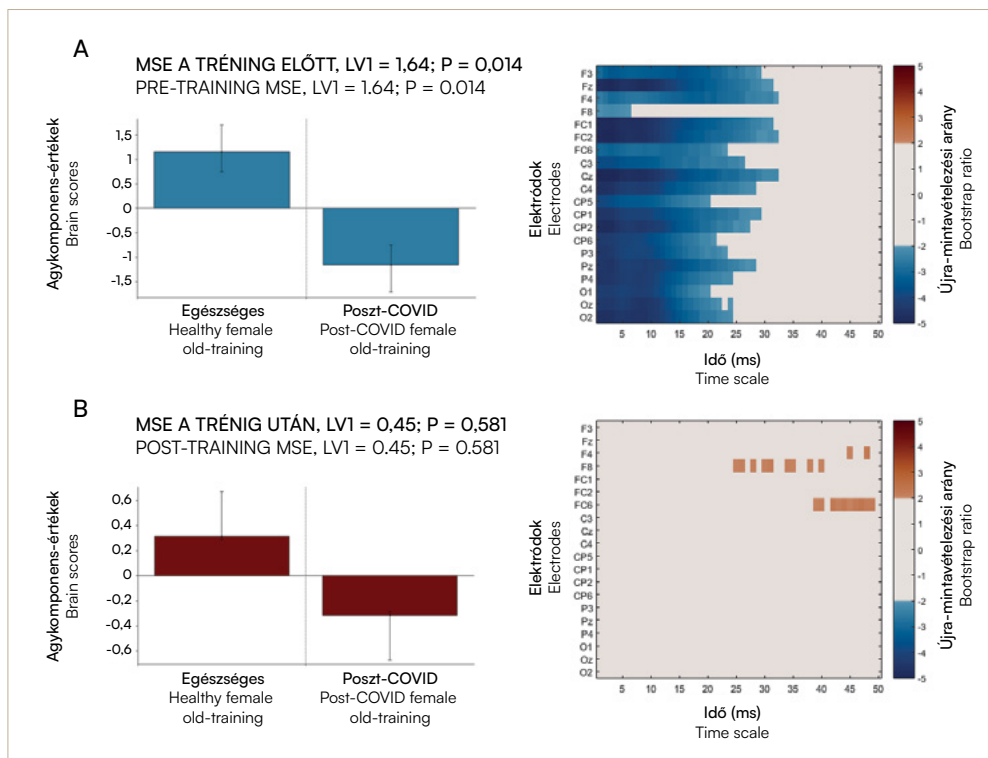 A
MSE A TRÉNING ELŐTT, LV1 = 1,64; P = 0,014
PRE-TRAINING MSE, LV1 = 1.64; P = 0.014
Agykomponens-értékek
Brain scores
1,5
1
0,5
0
-0,5
-1
-1,5
Egészséges
Healthy female
old-training
Poszt-COVID
Post-COVID female
old-training
Elektródok
Electrodes
F3
Fz
F4
F8
FC1
FC2
FC6
C3
Cz
C4
CP5
CP1
CP2
CP6
P3
Pz
P4
O1
Oz
O2
5 10 15 20 25 30 35 40 45 50
Idő (ms)
Time scale
5
4
3
2
1
0
-1
-2
-3
-4
-5
Újra-mintavételezési arány
Bootstrap ratio
B
MSE A TRÉNIG UTÁN, LV1 = 0,45; P = 0,581
POST-TRAINING MSE, LV1 = 0.45; P = 0.581
Agykomponens-értékek
Brain scores
0,6
0,4
0,2
0
-0,2
-0,4
-0,6
Egészséges
Healthy female
old-training
Poszt-COVID
Post-COVID female
old-training
Elektródok
Electrodes
F3
Fz
F4
F8
FC1
FC2
FC6
C3
Cz
C4
CP5
CP1
CP2
CP6
P3
Pz
P4
O1
Oz
O2
5 10 15 20 25 30 35 40 45 50
Idő (ms)
Time scale
5
4
3
2
1
0
-1
-2
-3
-4
-5
Újra-mintavételezési arány
Bootstrap ratio